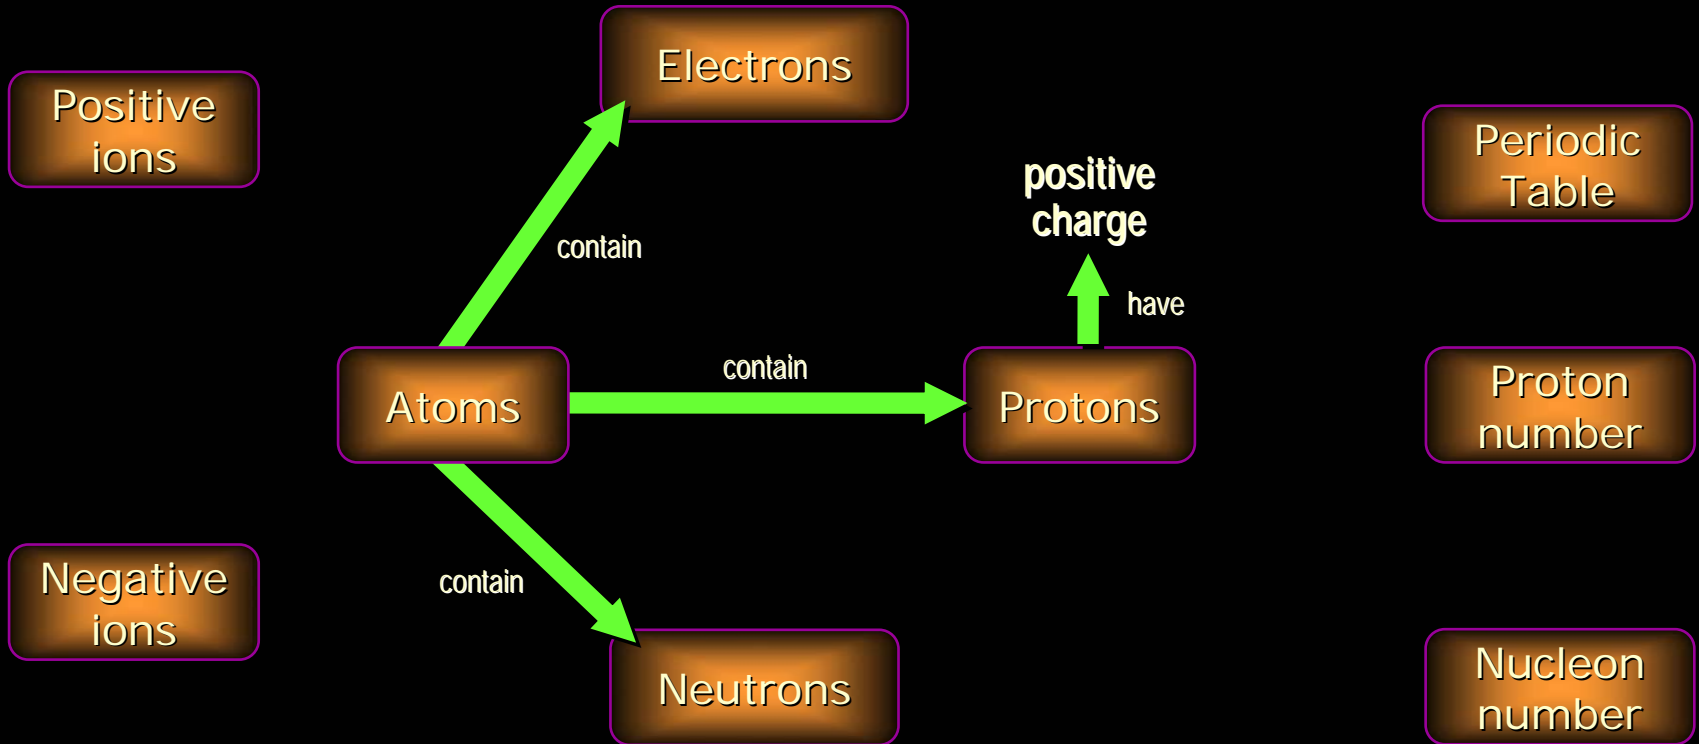 Electrons
Positive
ions
Periodic
Table
positive
charge
contain
have
contain
Atoms
Protons
Proton
number
contain
Negative
ions
Neutrons
Nucleon
number